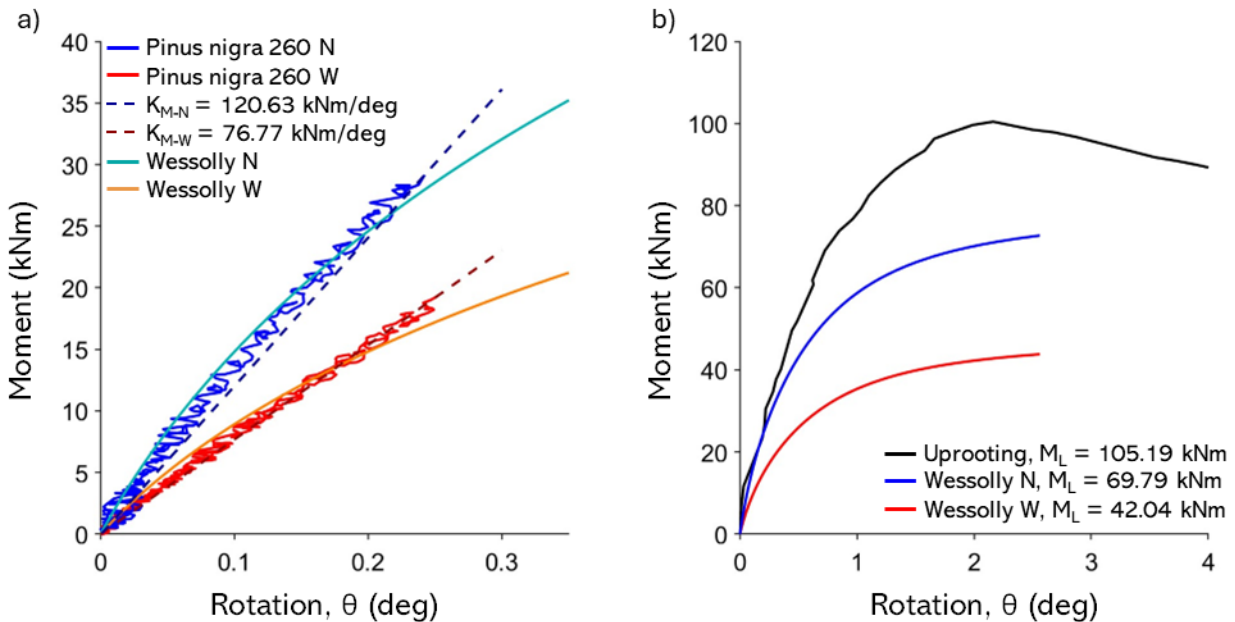 a)
40
35
30
25
20
15
10
5
0
Moment (kNm)
Pinus nigra 260 N
Pinus nigra 260 W
K_M-N = 120.63 kNm/deg
K_M-W = 76.77 kNm/deg
Wessolly N
Wessolly W
0 0.1 0.2 0.3
Rotation, θ (deg)
b)
120
100
80
60
40
20
0
Moment (kNm)
Uprooting, M_L = 105.19 kNm
Wessolly N, M_L = 69.79 kNm
Wessolly W, M_L = 42.04 kNm
0 1 2 3 4
Rotation, θ (deg)